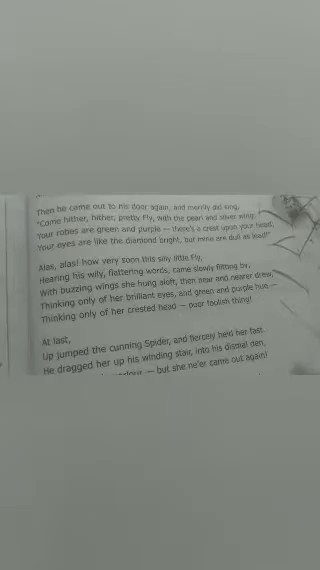 Then he came out to his door again, and merrily did sing,
"Come hither, hither, pretty Fly, with the pearl and silver wing;
Your robes are green and purple — there's a crest upon your head;
Your eyes are like the diamond bright, but mine are dull as lead!"
Alas, alas! how very soon this silly little Fly,
Hearing his wily, flattering words, came slowly flitting by;
With buzzing wings she hung aloft, then near and nearer drew,
Thinking only of her brilliant eyes, and green and purple hue —
Thinking only of her crested head — poor foolish thing!
At last,
Up jumped the cunning Spider, and fiercely held her fast.
He dragged her up his winding stair, into his dismal den,
parlour — but she ne'er came out again!